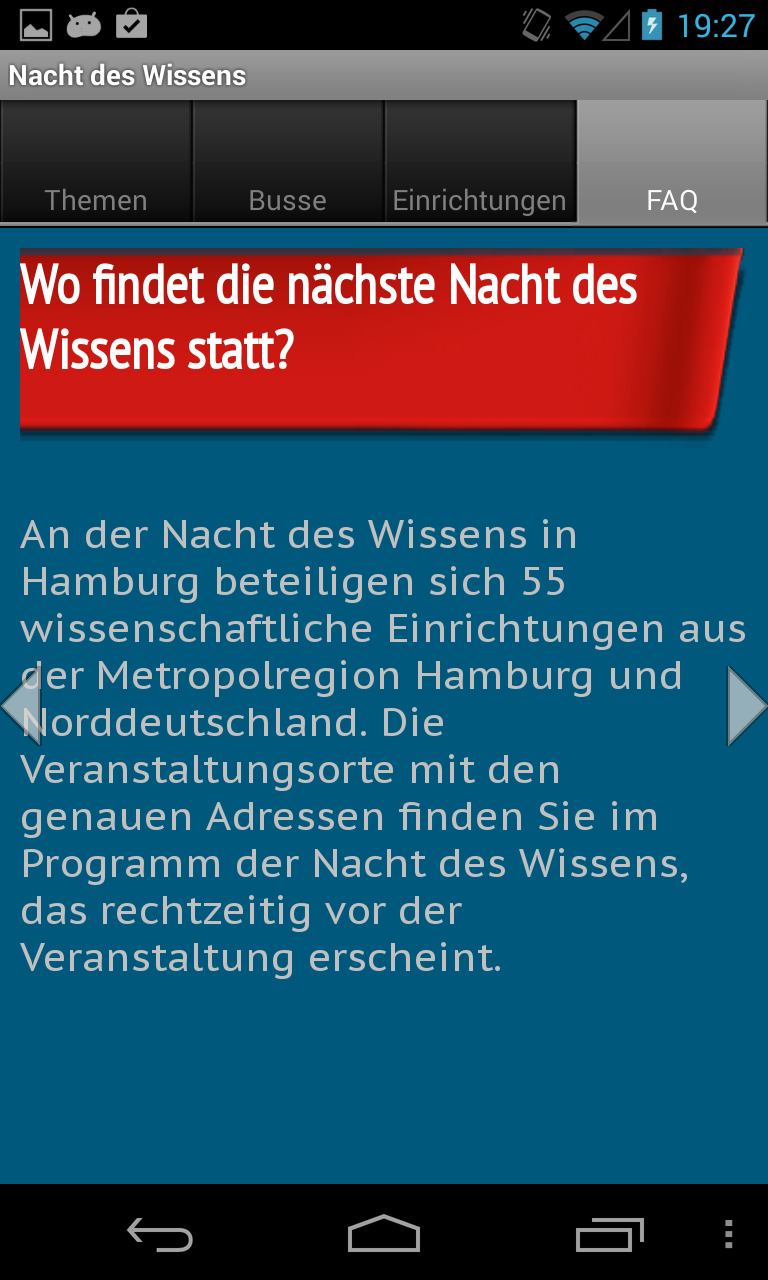 19:27
Nacht des Wissens
Themen Busse Einrichtungen FAQ
Wo findet die nächste Nacht des
Wissens statt?
An der Nacht des Wissens in
Hamburg beteiligen sich 55
wissenschaftliche Einrichtungen aus
der Metropolregion Hamburg und
Norddeutschland. Die
Veranstaltungsorte mit den
genauen Adressen finden Sie im
Programm der Nacht des Wissens,
das rechtzeitig vor der
Veranstaltung erscheint.